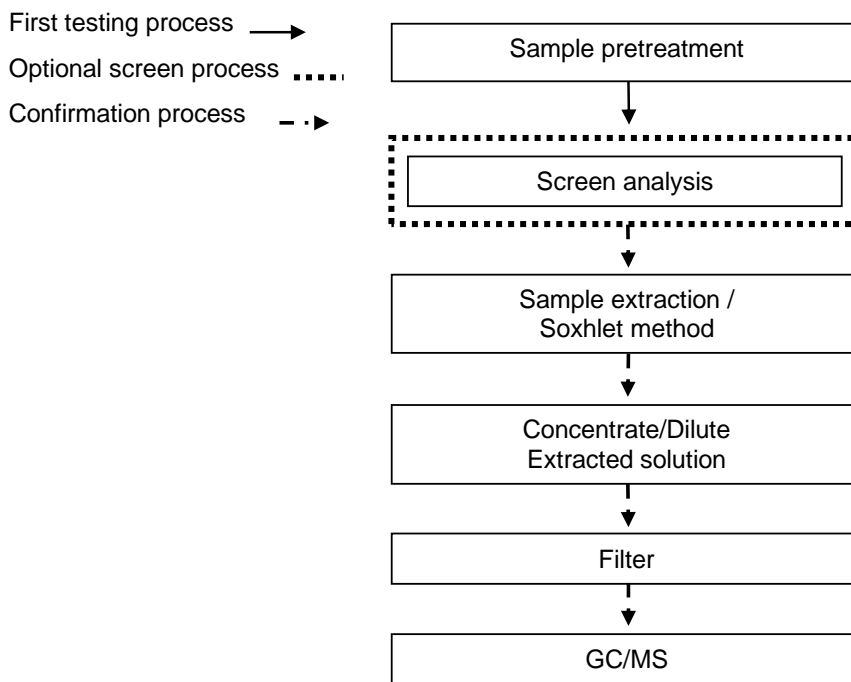 First testing process
Optional screen process
Confirmation process
Sample pretreatment
Screen analysis
Sample extraction /
Soxhlet method
Concentrate/Dilute
Extracted solution
Filter
GC/MS